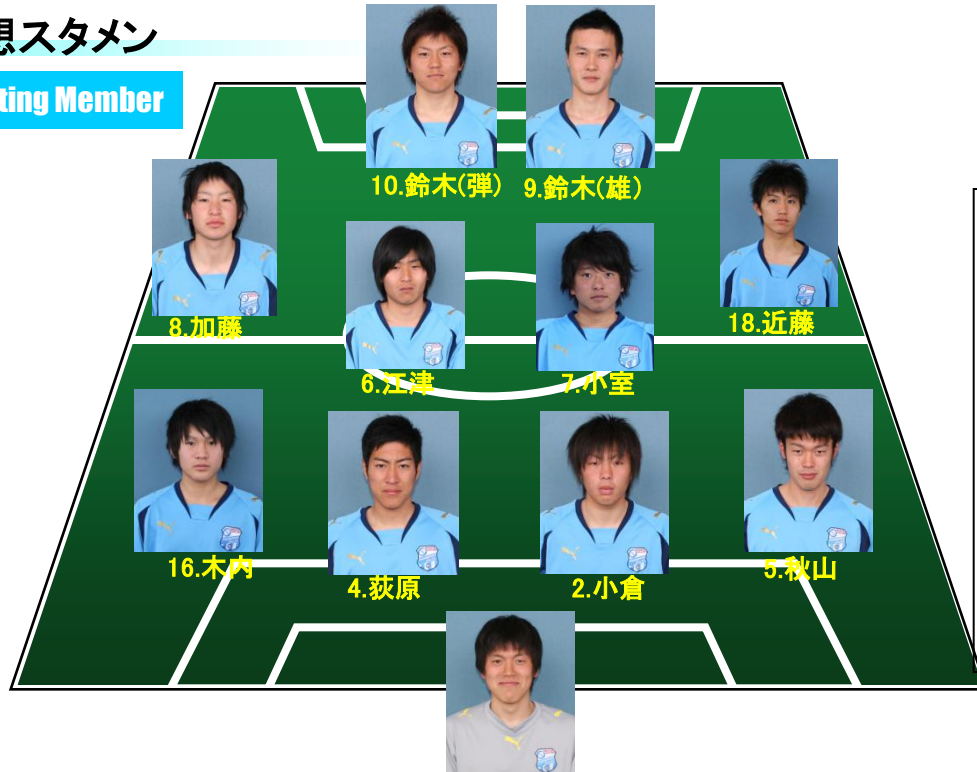 想スタメン
ting Member
10.鈴木(弾)
9.鈴木(雄)
8.加藤
18.近藤
6.江津
7.小室
16.木内
4.荻原
2.小倉
5.秋山